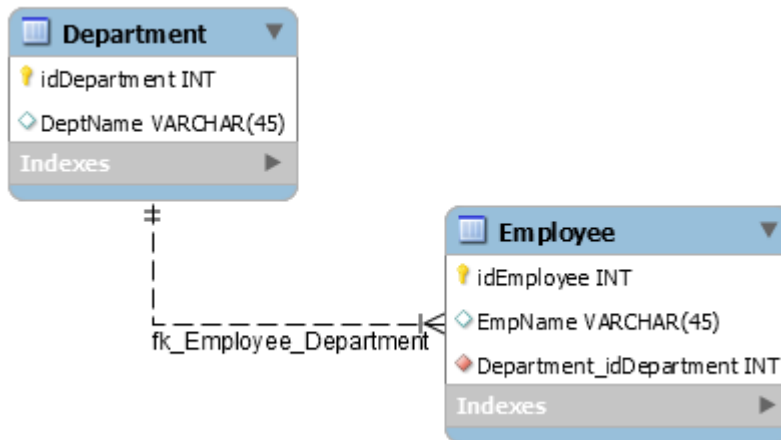 Department
idDepartment INT
DeptName VARCHAR(45)
Indexes
fk_Employee_Department
Employee
idEmployee INT
EmpName VARCHAR(45)
Department_idDepartment INT
Indexes